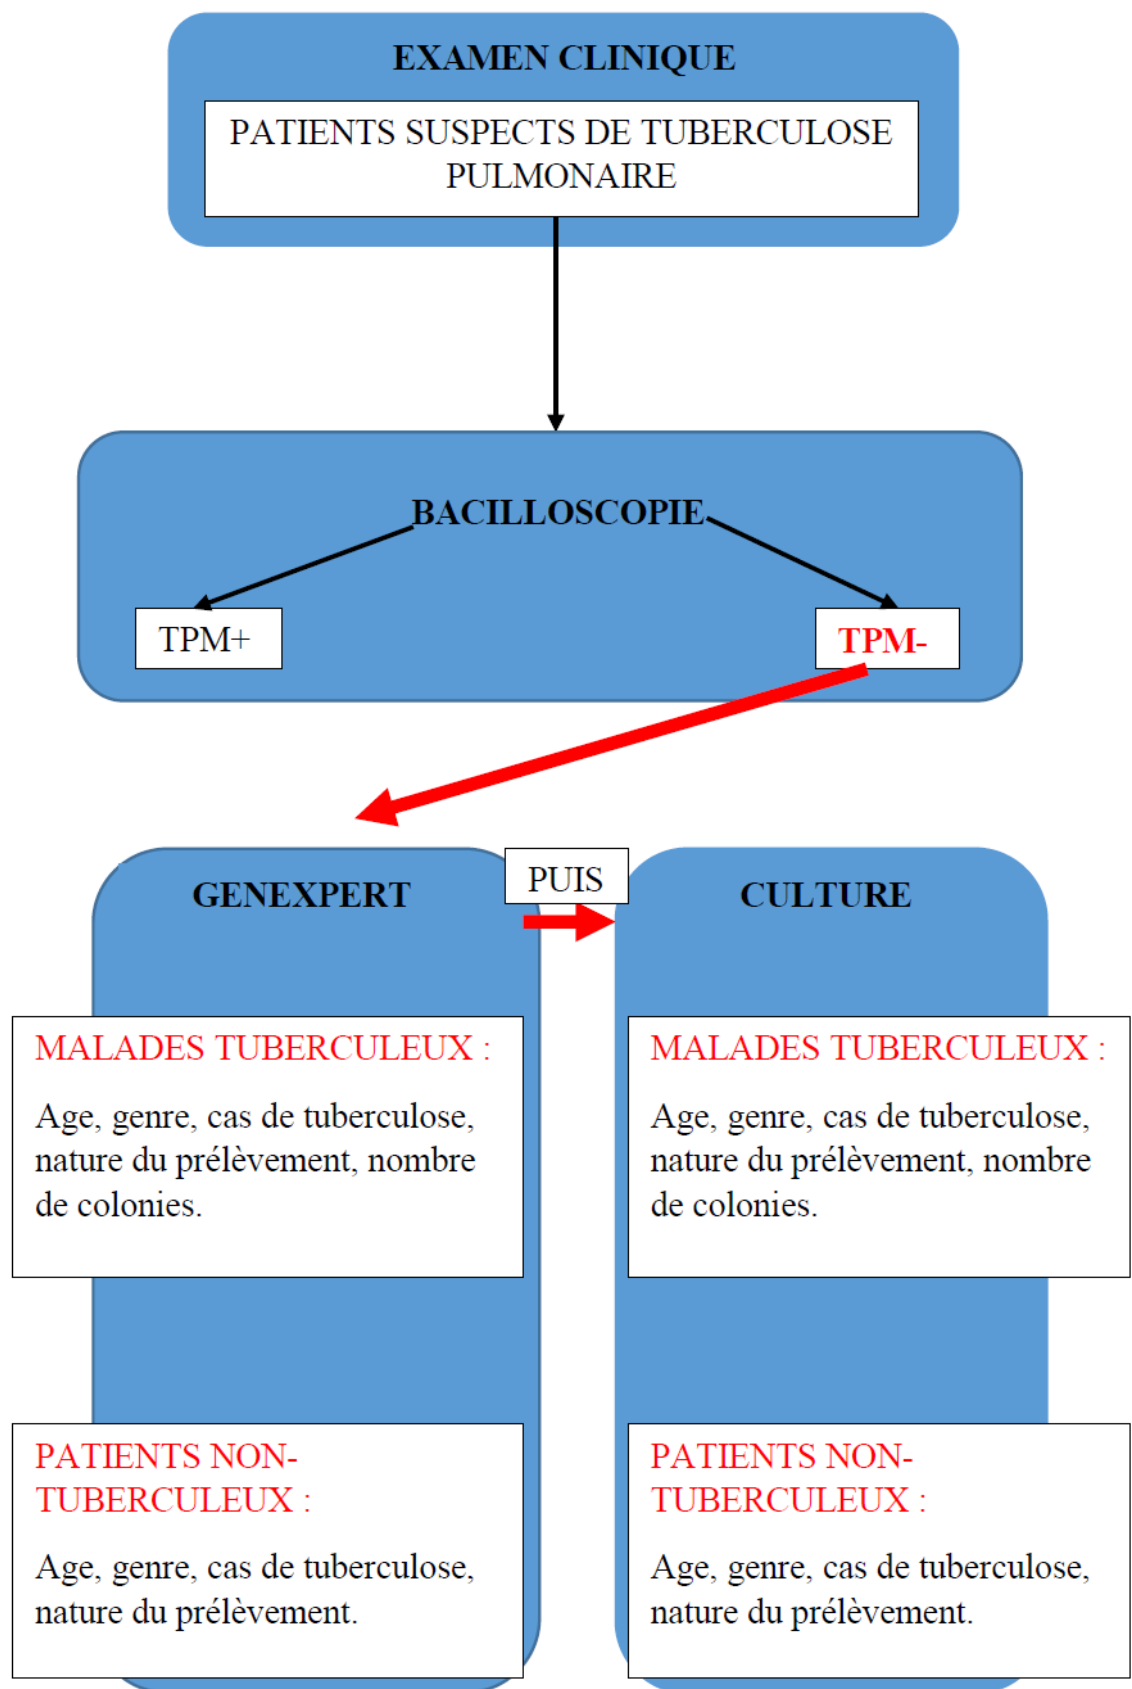 EXAMEN CLINIQUE
PATIENTS SUSPECTS DE TUBERCULOSE
PULMONAIRE
BACILLOSCOPIE
TPM+
TPM-
GENEXPERT
PUIS
CULTURE
MALADES TUBERCULEUX :
Age, genre, cas de tuberculose,
nature du prélèvement, nombre
de colonies.
MALADES TUBERCULEUX :
Age, genre, cas de tuberculose,
nature du prélèvement, nombre
de colonies.
PATIENTS NON-
TUBERCULEUX :
Age, genre, cas de tuberculose,
nature du prélèvement.
PATIENTS NON-
TUBERCULEUX :
Age, genre, cas de tuberculose,
nature du prélèvement.